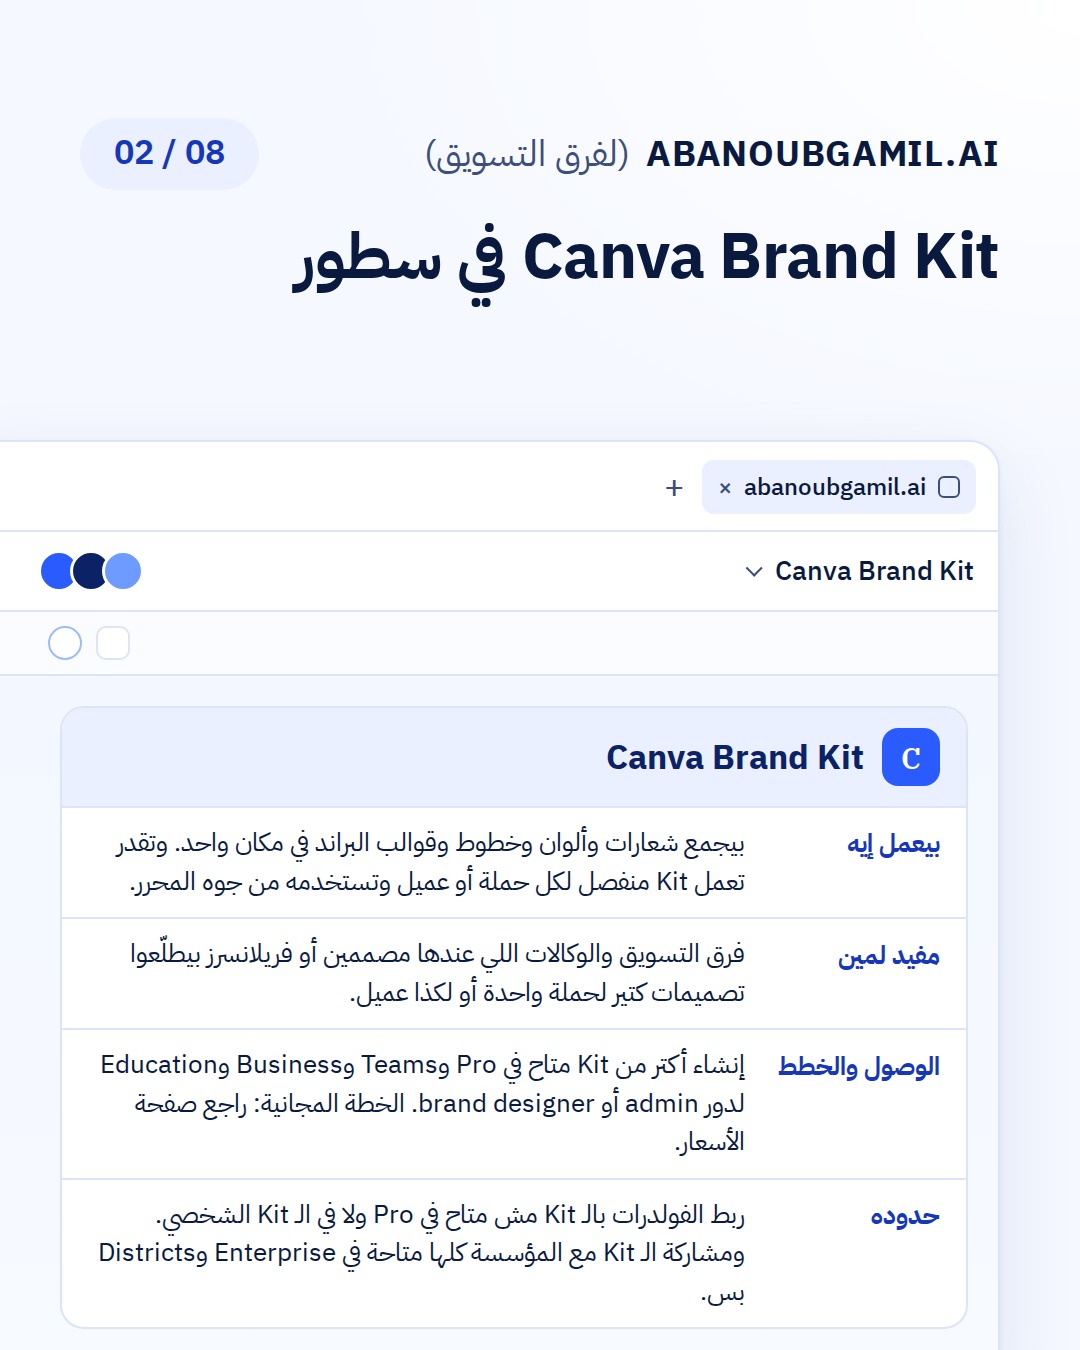 ABANOUBGAMIL.AI (لفرق التسويق)
02 / 08
Canva Brand Kit في سطور
abanoubgamil.ai × +
Canva Brand Kit
C Canva Brand Kit
بيعمل إيه
بيجمع شعارات وألوان وخطوط وقوالب البراند في مكان واحد. وتقدر
تعمل Kit منفصل لكل حملة أو عميل وتستخدمه من جوه المحرر.
مفيد لمين
فرق التسويق والوكالات اللي عندها مصممين أو فريلانسرز بيطلّعوا
تصميمات كتير لحملة واحدة أو لكذا عميل.
الوصول والخطط
إنشاء أكتر من Kit متاح في Pro وTeams وBusiness وEducation
لدور admin أو brand designer. الخطة المجانية: راجع صفحة
الأسعار.
حدوده
ربط الفولدرات بالـ Kit مش متاح في Pro ولا في الـ Kit الشخصي.
ومشاركة الـ Kit مع المؤسسة كلها متاحة في Enterprise وDistricts
بس.